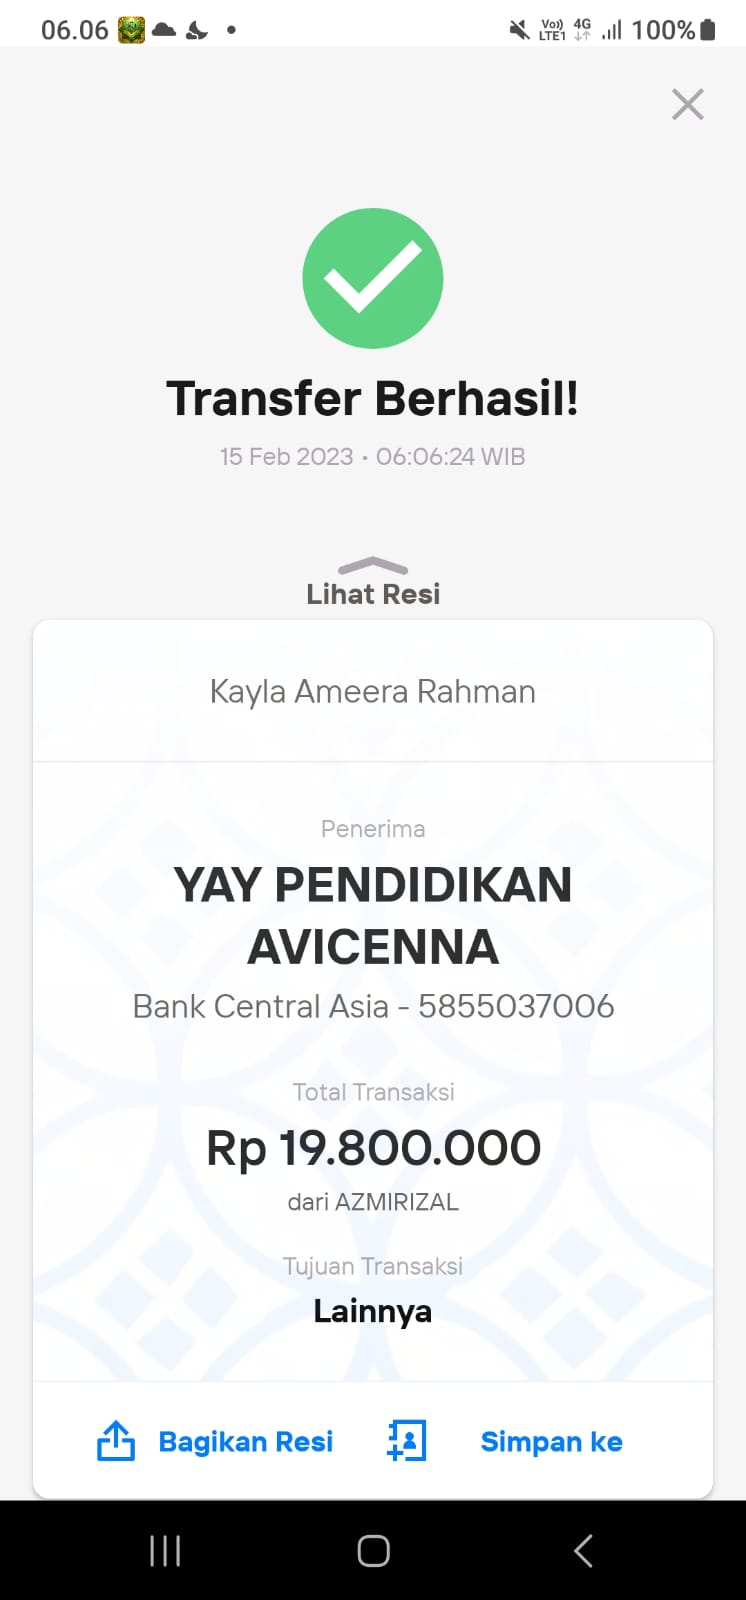 06.06
Vo))
LTE1
4G
100%
Transfer Berhasil!
15 Feb 2023 • 06:06:24 WIB
Lihat Resi
Kayla Ameera Rahman
Penerima
YAY PENDIDIKAN
AVICENNA
Bank Central Asia - 5855037006
Total Transaksi
Rp 19.800.000
dari AZMIRIZAL
Tujuan Transaksi
Lainnya
Bagikan Resi
Simpan ke